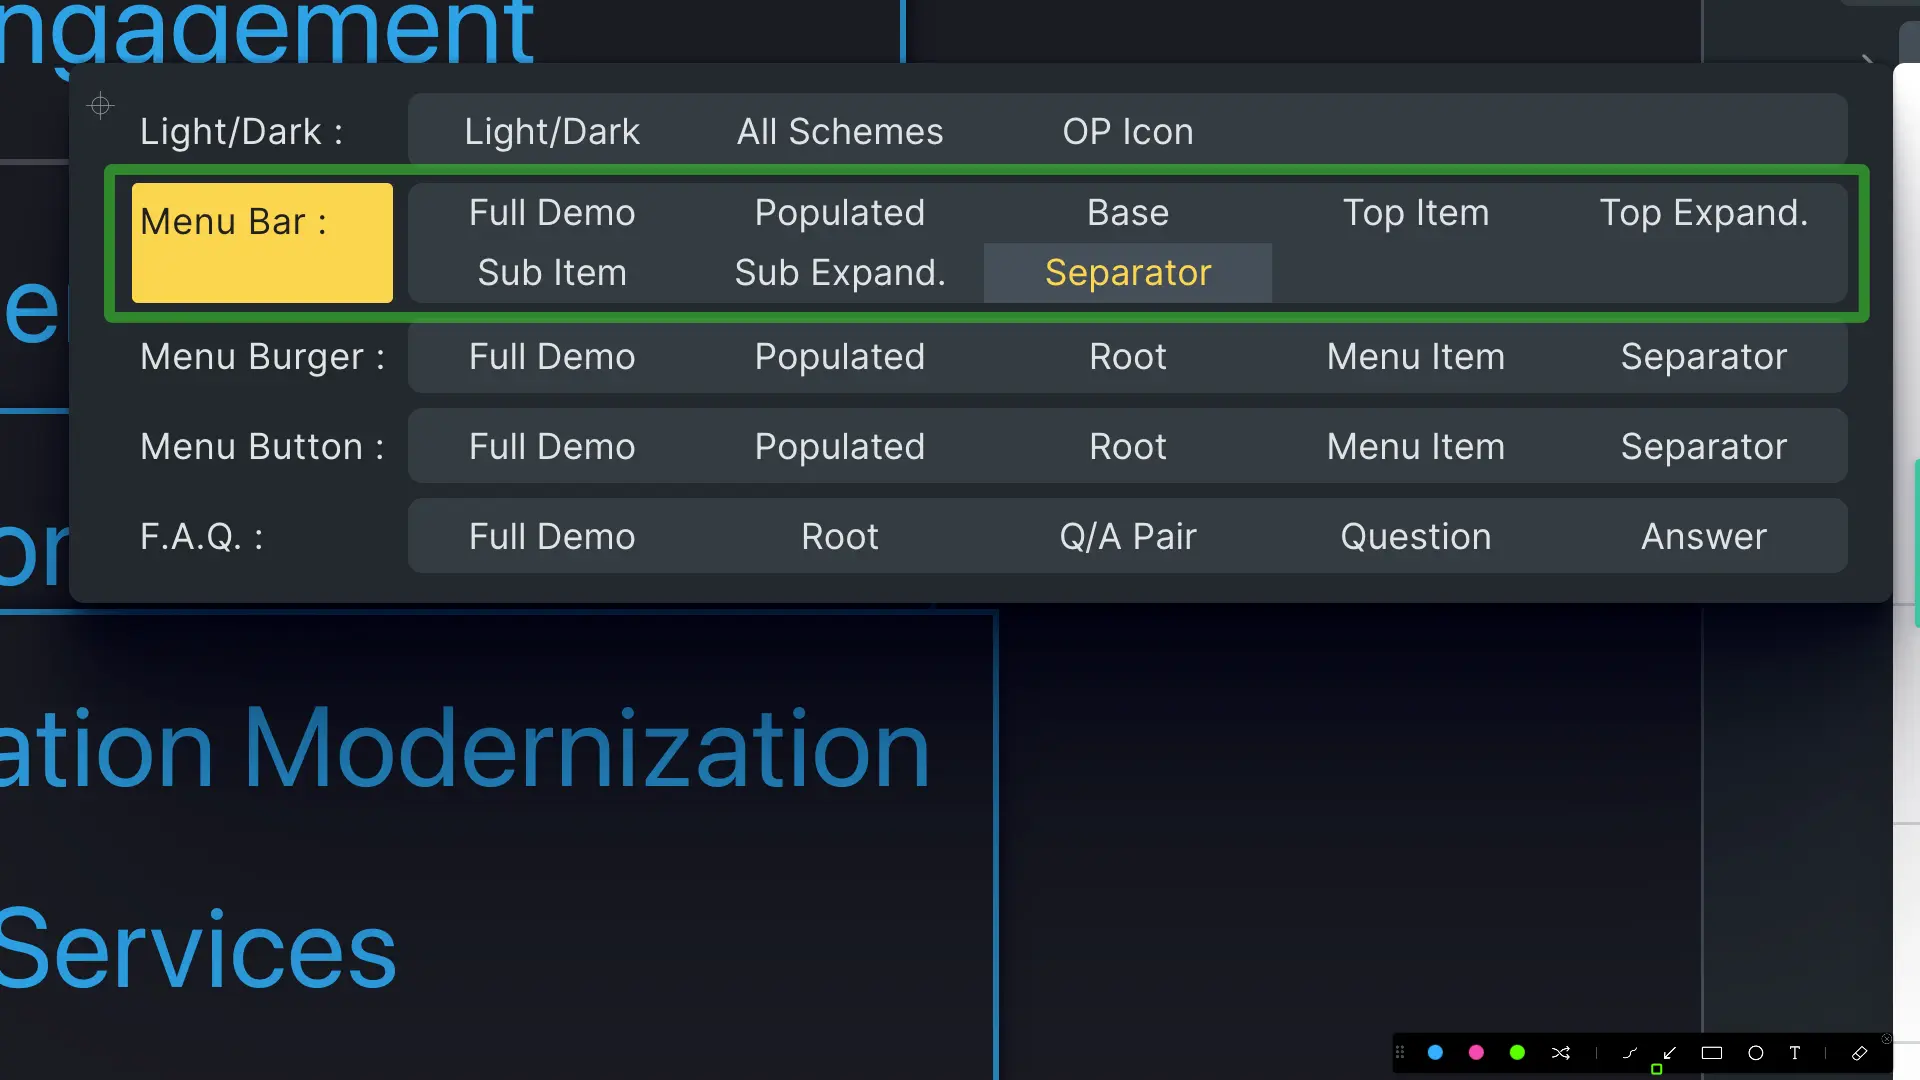 ngagement
Light/Dark : Light/Dark All Schemes OP Icon
Menu Bar : Full Demo Populated Base Top Item Top Expand.
Sub Item Sub Expand. Separator
Menu Burger : Full Demo Populated Root Menu Item Separator
Menu Button : Full Demo Populated Root Menu Item Separator
F.A.Q. : Full Demo Root Q/A Pair Question Answer
ation Modernization
Services
T